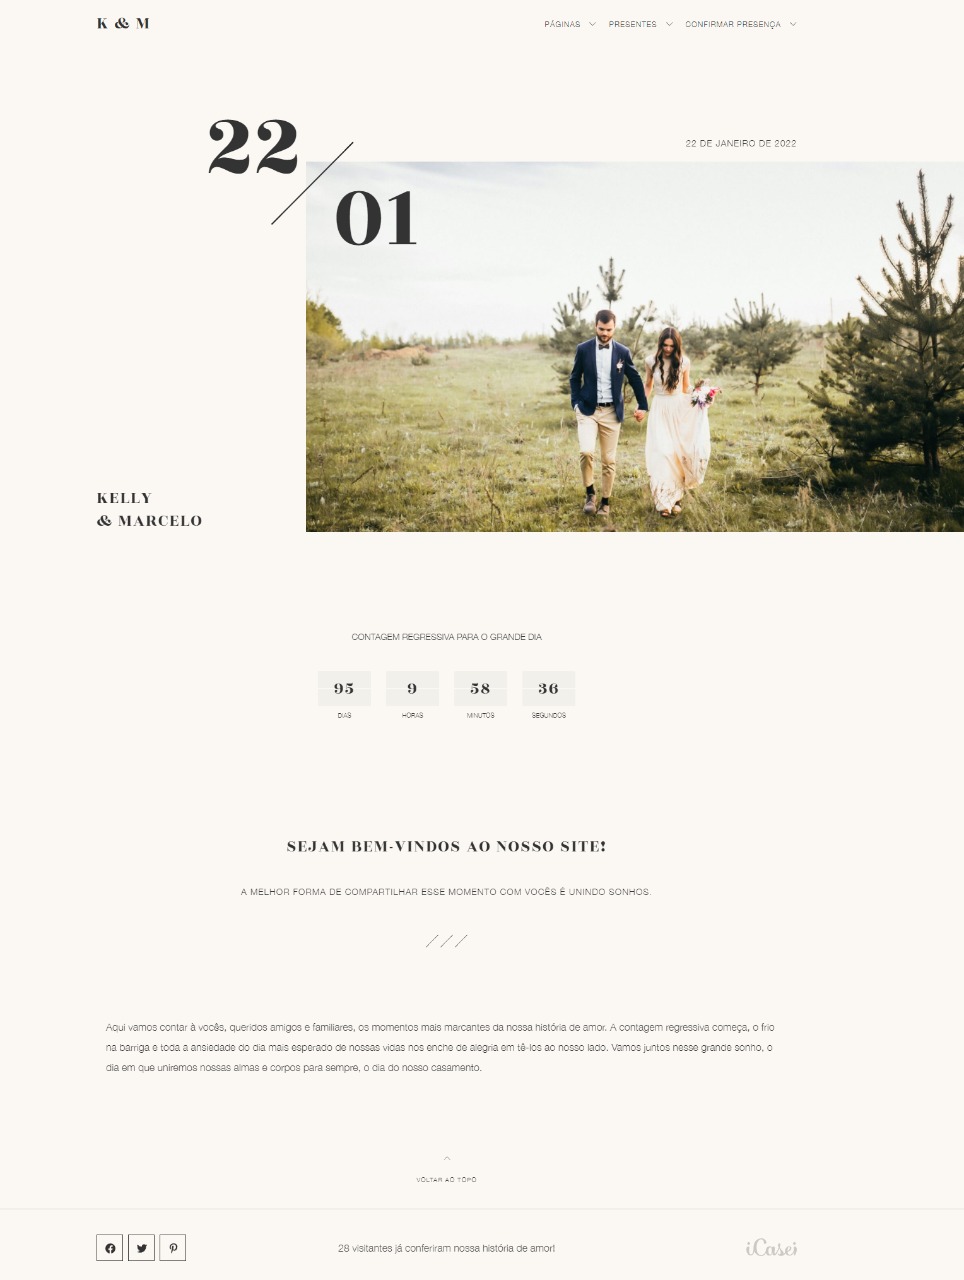 K & M
PÁGINAS PRESENTES CONFIRMAR PRESENÇA
22
01
22 DE JANEIRO DE 2022
KELLY
& MARCELO
CONTAGEM REGRESSIVA PARA O GRANDE DIA
95 9 58 36
DIAS HORAS MINUTOS SEGUNDOS
SEJAM BEM-VINDOS AO NOSSO SITE!
A MELHOR FORMA DE COMPARTILHAR ESSE MOMENTO COM VOCÊS É UNINDO SONHOS.
Aqui vamos contar à vocês, queridos amigos e familiares, os momentos mais marcantes da nossa história de amor. A contagem regressiva começa, o frio
na barriga e toda a ansiedade do dia mais esperado de nossas vidas nos enche de alegria em tê-los ao nosso lado. Vamos juntos nesse grande sonho, o
dia em que uniremos nossas almas e corpos para sempre, o dia do nosso casamento.
VOLTAR AO TOPO
28 visitantes já conferiram nossa história de amor!
iCasei